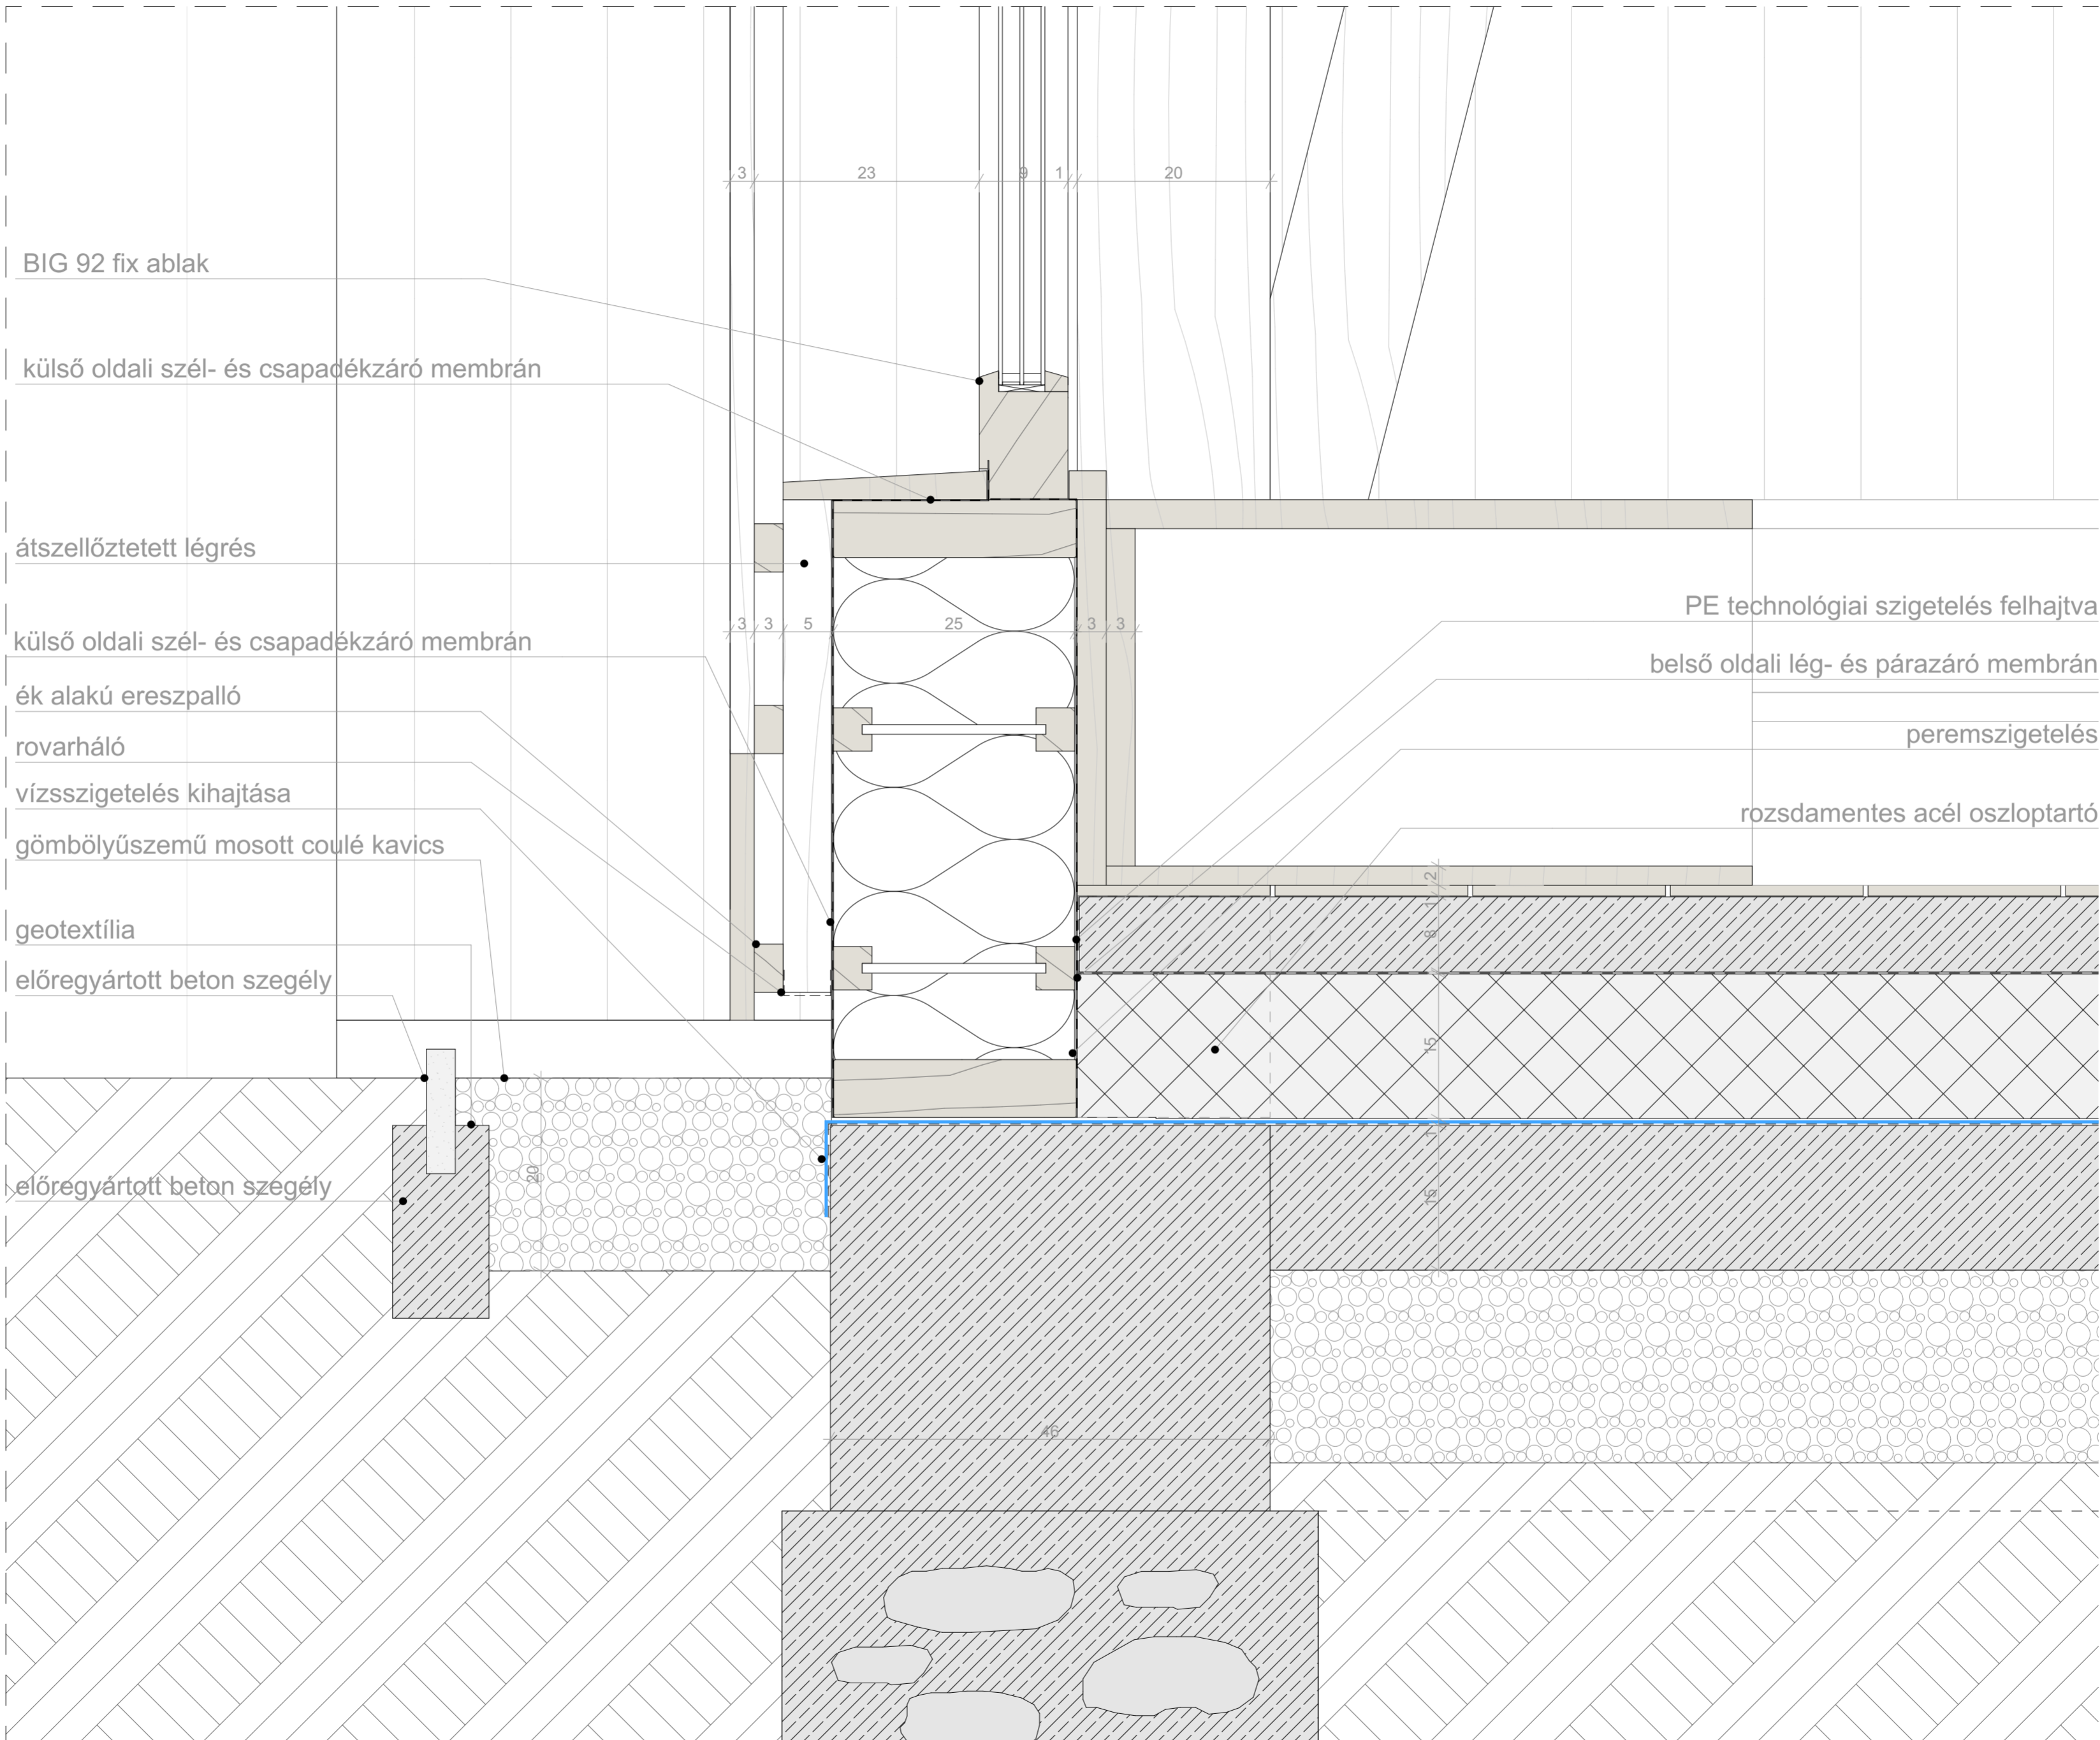 3 23 9 1 20
BIG 92 fix ablak
külső oldali szél- és csapadékzáró membrán
átszellőztetett légrés
3 3 5 25 3 3
külső oldali szél- és csapadékzáró membrán
ék alakú ereszpalló
rovarháló
vízsszigetelés kihajtása
gömbölyűszemű mosott coulé kavics
geotextília
előregyártott beton szegély
előregyártott beton szegély
PE technológiai szigetelés felhajtva
belső oldali lég- és párazáró membrán
peremszigetelés
rozsdamentes acél oszloptartó
2
1
8
15
1
15
20
46